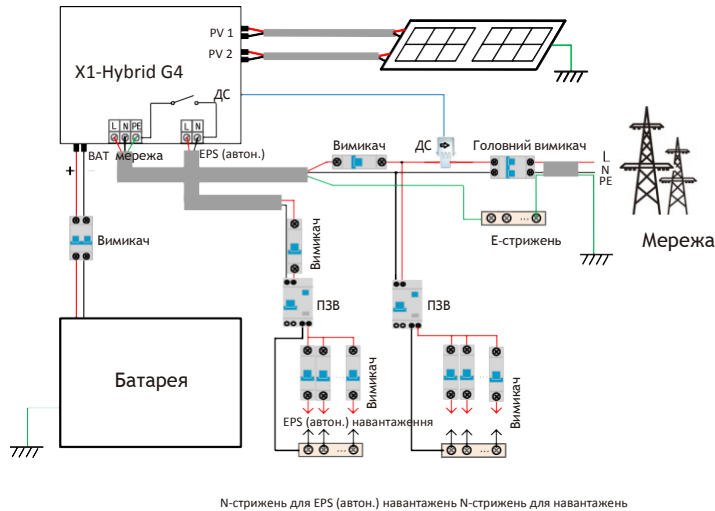 PV 1
PV 2
X1-Hybrid G4
ДС
L N PE
L N
BAT мережа
EPS (автон.)
+
Вимикач
ДС
Головний вимикач
L
N
PE
Е-стрижень
Мережа
Вимикач
Вимикач
ПЗВ
ПЗВ
Батарея
Вимикач
Вимикач
EPS (автон.) навантаження
N-стрижень для EPS (автон.) навантажень N-стрижень для навантажень